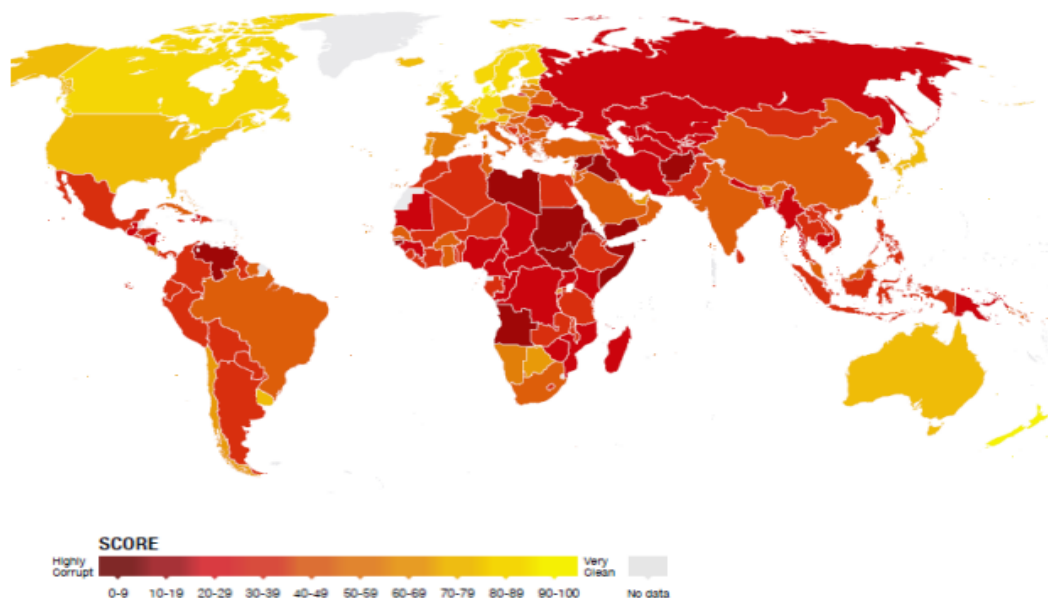 SCORE
Highly Corrupt
Very Clean
0-9 10-19 20-29 30-39 40-49 50-59 60-69 70-79 80-89 90-100 No data